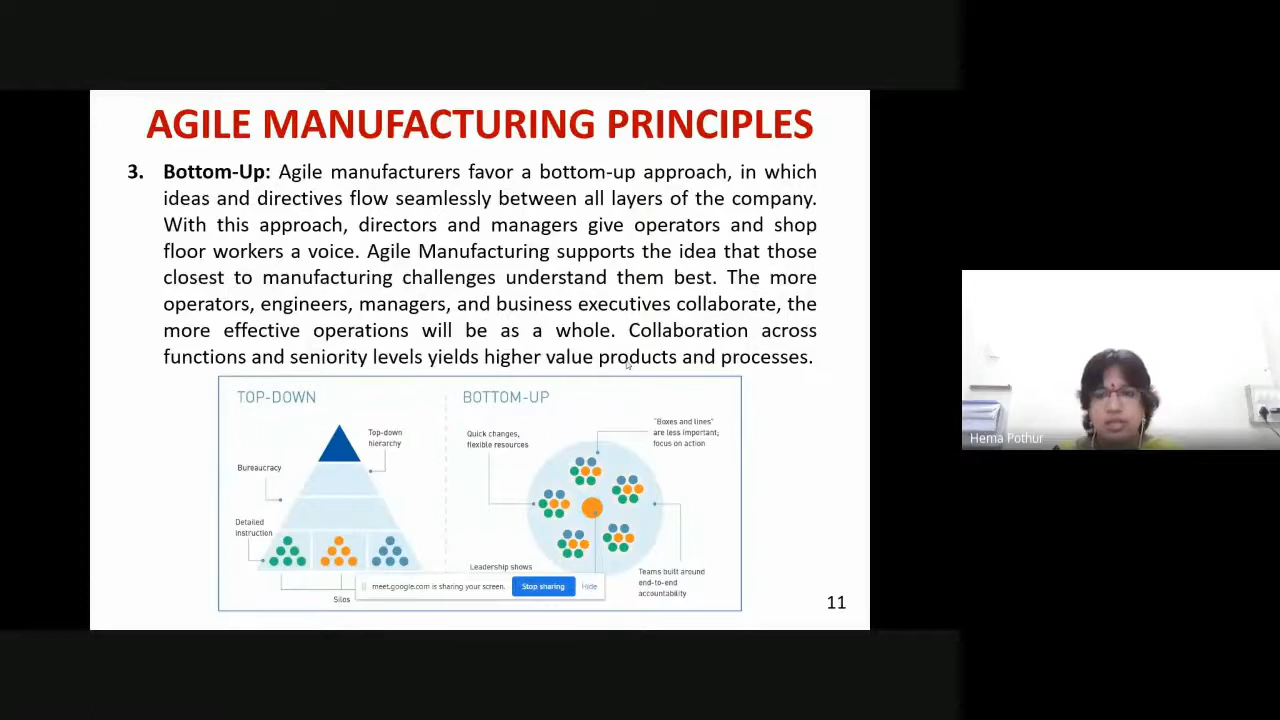 AGILE MANUFACTURING PRINCIPLES
3. Bottom-Up: Agile manufacturers favor a bottom-up approach, in which
ideas and directives flow seamlessly between all layers of the company.
With this approach, directors and managers give operators and shop
floor workers a voice. Agile Manufacturing supports the idea that those
closest to manufacturing challenges understand them best. The more
operators, engineers, managers, and business executives collaborate, the
more effective operations will be as a whole. Collaboration across
functions and seniority levels yields higher value products and processes.
TOP-DOWN
Top-down
hierarchy
Bureaucracy
Detailed
instruction
Silos
BOTTOM-UP
Quick changes,
flexible resources
"Boxes and lines"
are less important;
focus on action
Leadership shows
Teams built around
end-to-end
accountability
meet.google.com is sharing your screen.
Stop sharing
Hide
11
Hema Pothur